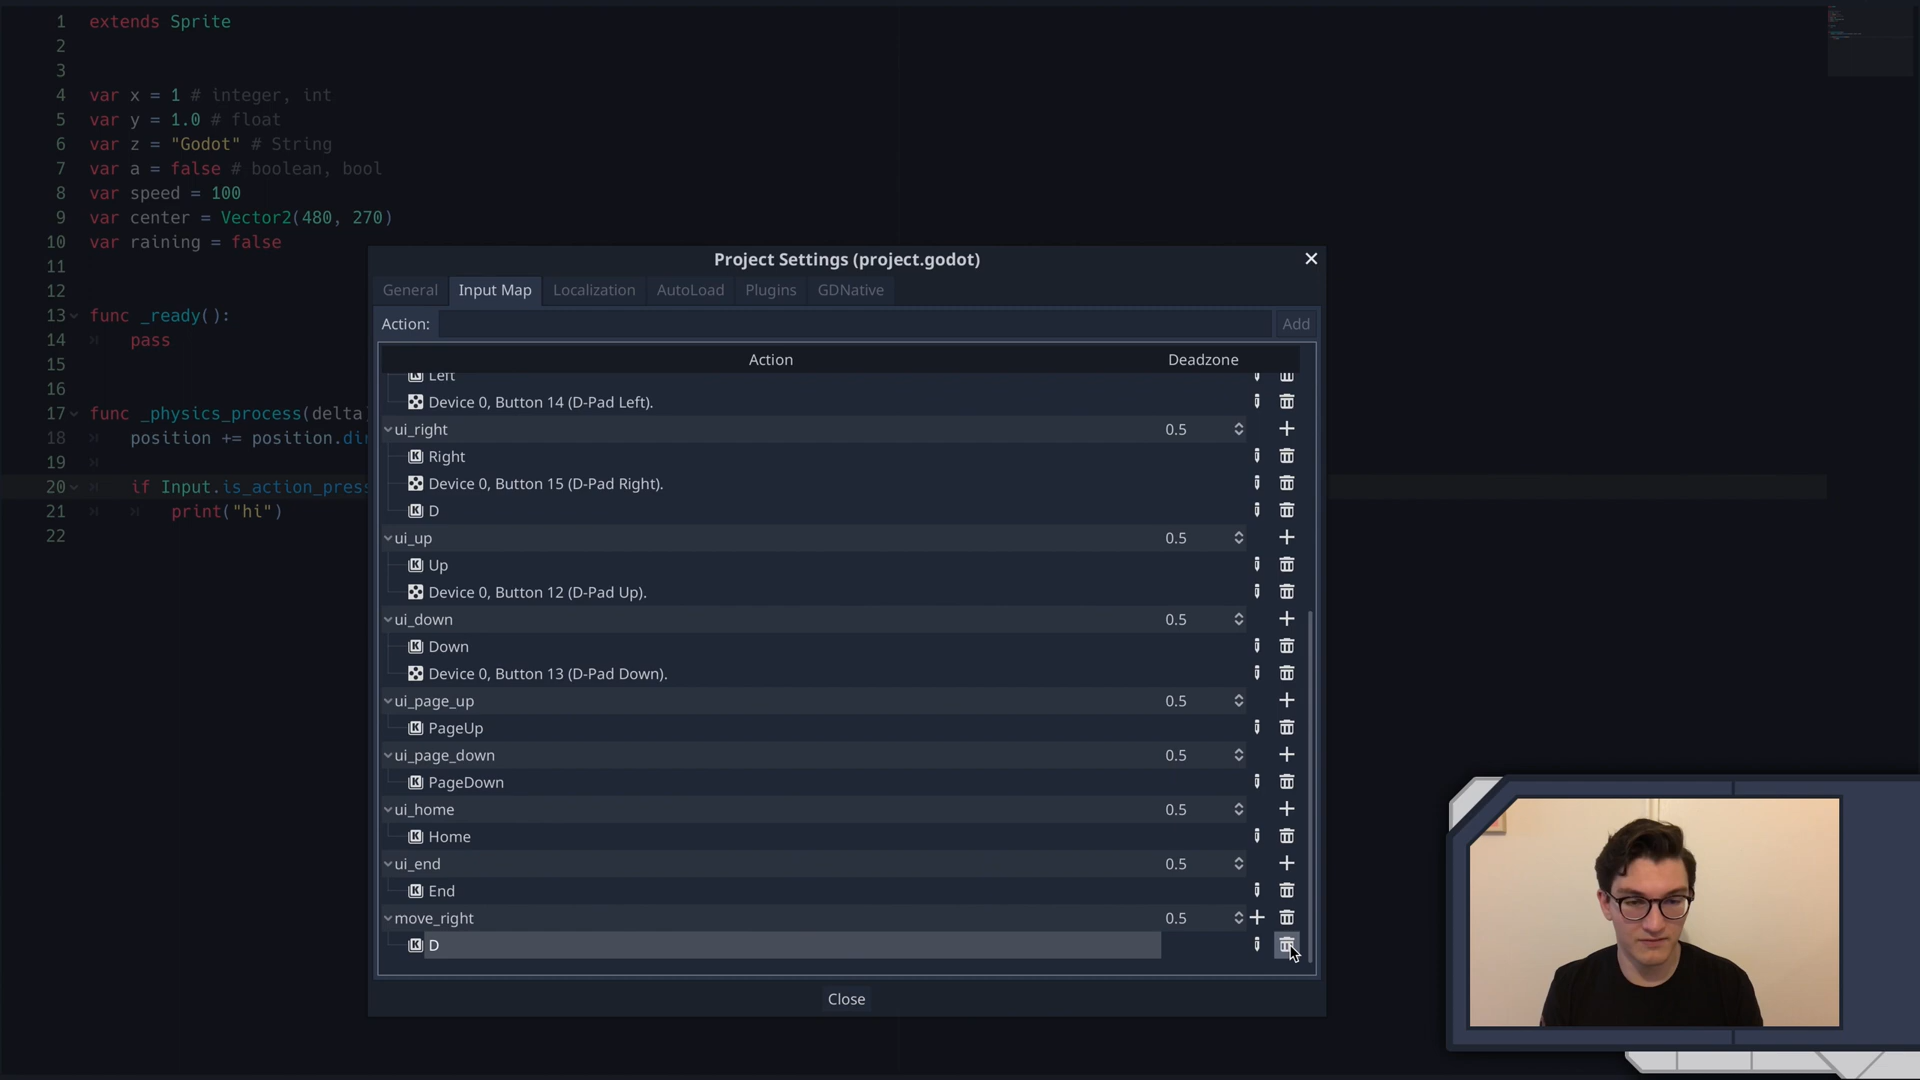 1 extends Sprite
2
3
4 var x = 1 # integer, int
5 var y = 1.0 # float
6 var z = "Godot" # String
7 var a = false # boolean, bool
8 var speed = 100
9 var center = Vector2(480, 270)
10 var raining = false
11
12
13 func _ready():
14 pass
15
16
17 func _physics_process(delta
18 position += position.dir
19
20 if Input.is_action_press
21 print("hi")
22
Project Settings (project.godot)
General Input Map Localization AutoLoad Plugins GDNative
Action: Add
Action Deadzone
Left
Device 0, Button 14 (D-Pad Left).
ui_right 0.5
Right
Device 0, Button 15 (D-Pad Right).
D
ui_up 0.5
Up
Device 0, Button 12 (D-Pad Up).
ui_down 0.5
Down
Device 0, Button 13 (D-Pad Down).
ui_page_up 0.5
PageUp
ui_page_down 0.5
PageDown
ui_home 0.5
Home
ui_end 0.5
End
move_right 0.5
D
Close